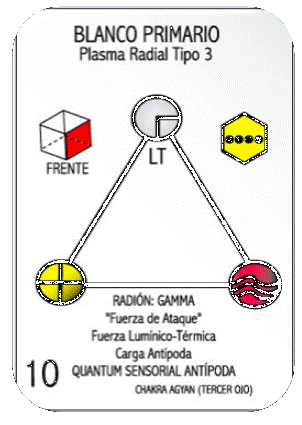 BLANCO PRIMARIO
Plasma Radial Tipo 3
FRENTE
LT
RADIÓN: GAMMA
"Fuerza de Ataque"
Fuerza Lumínico-Térmica
Carga Antípoda
QUANTUM SENSORIAL ANTÍPODA
10
CHAKRA AGYAN (TERCER OJO)